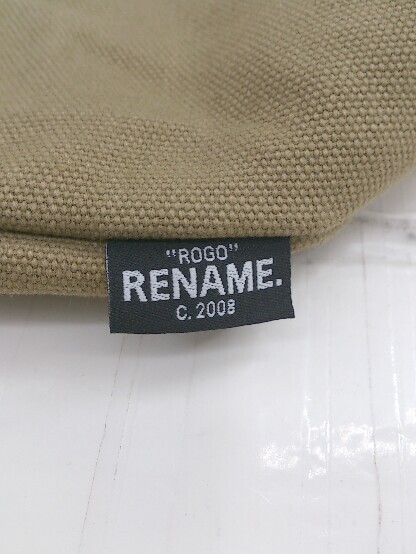 "ROGO"
RENAME.
C. 2008